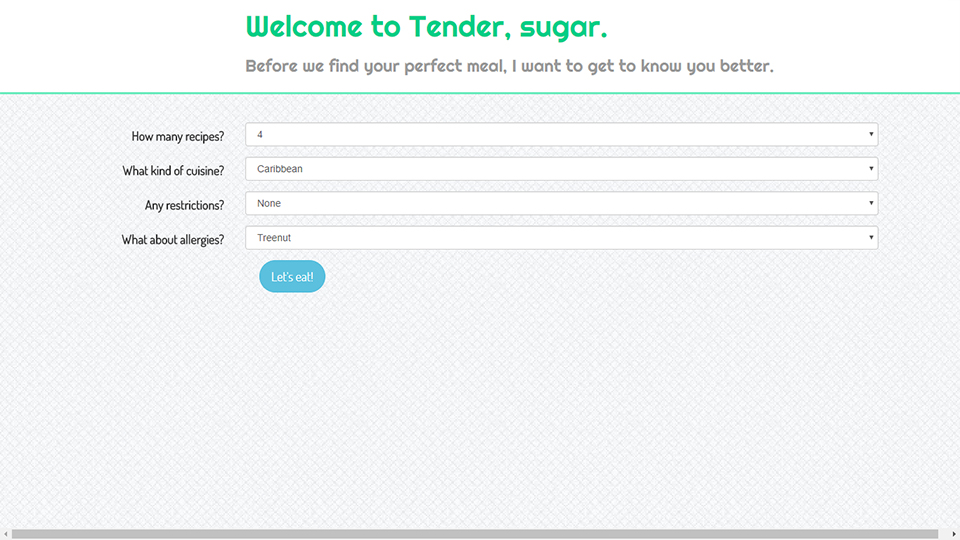 Welcome to Tender, sugar.
Before we find your perfect meal, I want to get to know you better.
How many recipes? 4
What kind of cuisine? Caribbean
Any restrictions? None
What about allergies? Treenut
Let's eat!